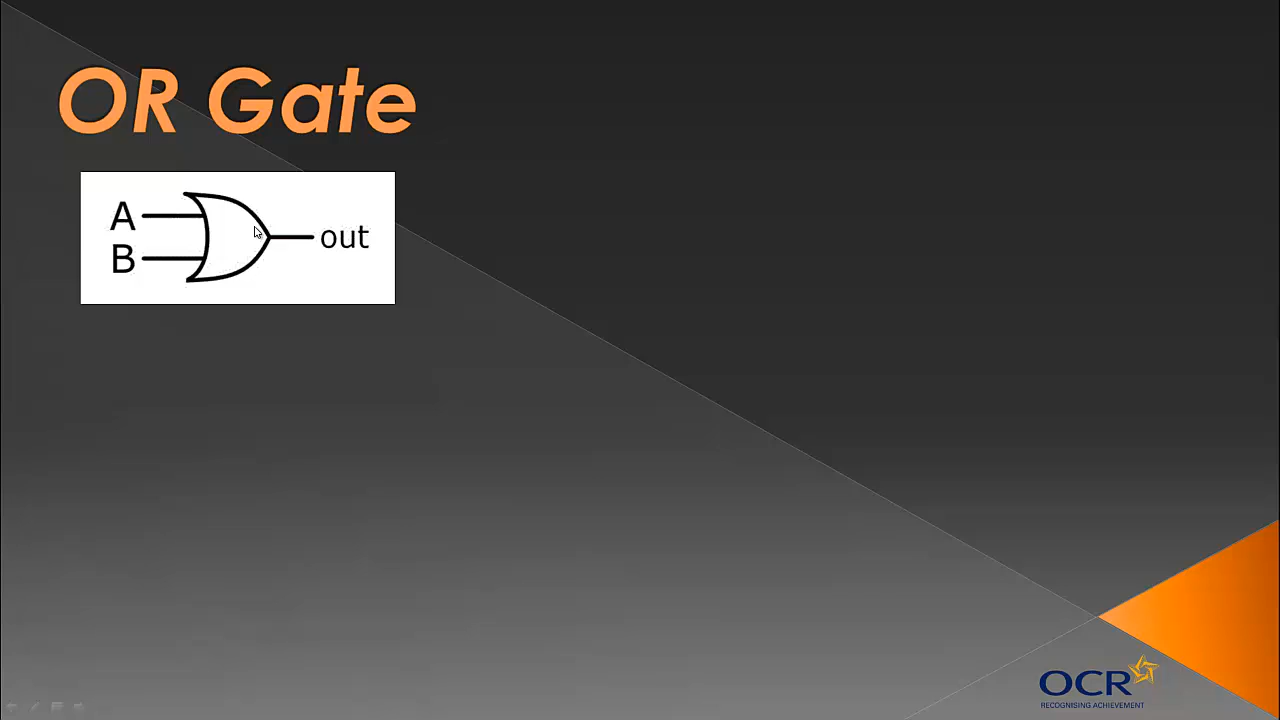 OR Gate
A
B
out
OCR
RECOGNISING ACHIEVEMENT